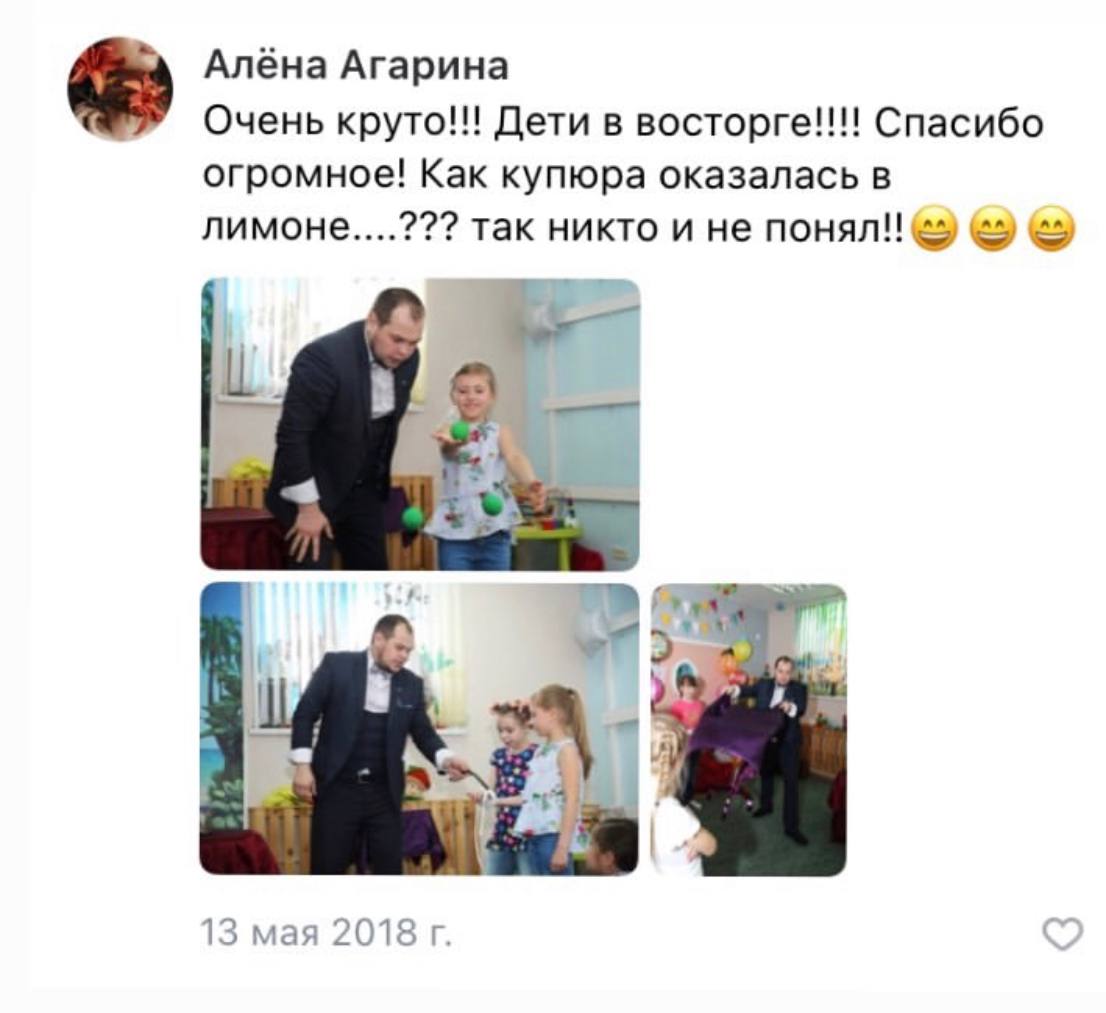 Алёна Агарина
Очень круто!!! Дети в восторге!!!! Спасибо
огромное! Как купюра оказалась в
лимоне....??? так никто и не понял!!😄😄😄
13 мая 2018 г.